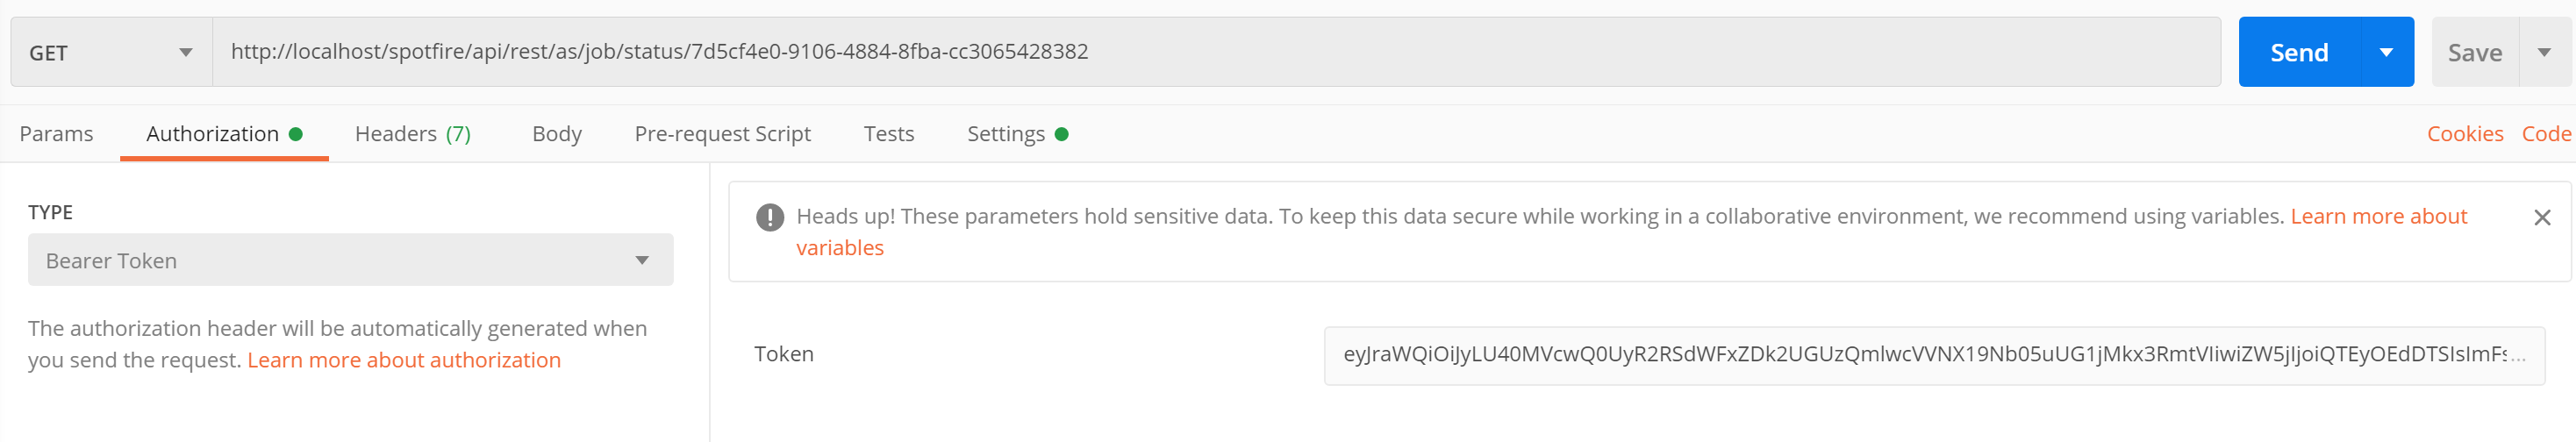 GET http://localhost/spotfire/api/rest/as/job/status/7d5cf4e0-9106-4884-8fba-cc3065428382 Send Save
Params Authorization Headers (7) Body Pre-request Script Tests Settings Cookies Code
TYPE
Bearer Token
The authorization header will be automatically generated when
you send the request. Learn more about authorization
Heads up! These parameters hold sensitive data. To keep this data secure while working in a collaborative environment, we recommend using variables. Learn more about
variables
Token
eyJraWQiOiJyLU40MVcwQ0UyR2RSdWFxZDk2UGUzQmlwcVVNX19Nb05uUG1jMkx3RmtVIiwiZW5jIjoiQTEyOEdDTSIsImFs...